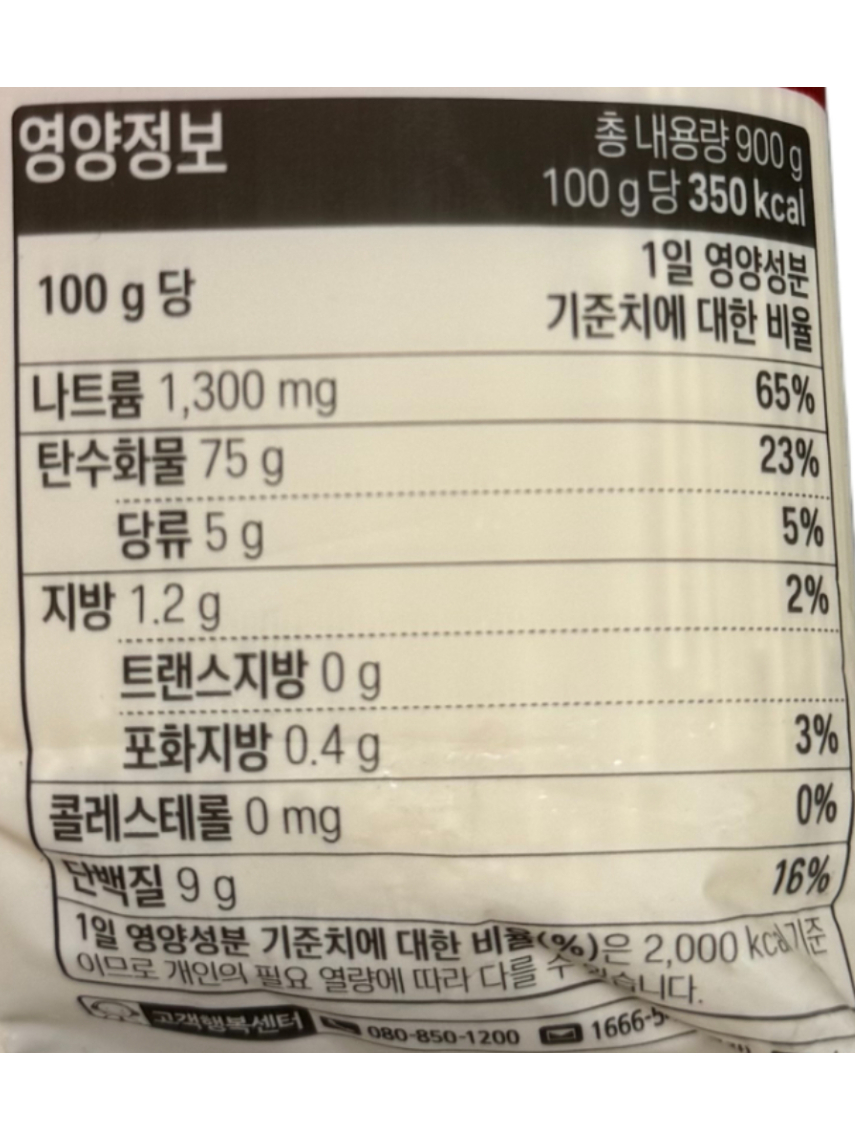 영양정보
총 내용량 900 g
100 g 당 350 kcal
100 g 당
1일 영양성분
기준치에 대한 비율
나트륨 1,300 mg 65%
탄수화물 75 g 23%
당류 5 g 5%
지방 1.2 g 2%
트랜스지방 0 g
포화지방 0.4 g 3%
콜레스테롤 0 mg 0%
단백질 9 g 16%
1일 영양성분 기준치에 대한 비율(%)은 2,000 kcal기준
이므로 개인의 필요 열량에 따라 다를 수 있습니다.
고객행복센터 080-850-1200 1666-5